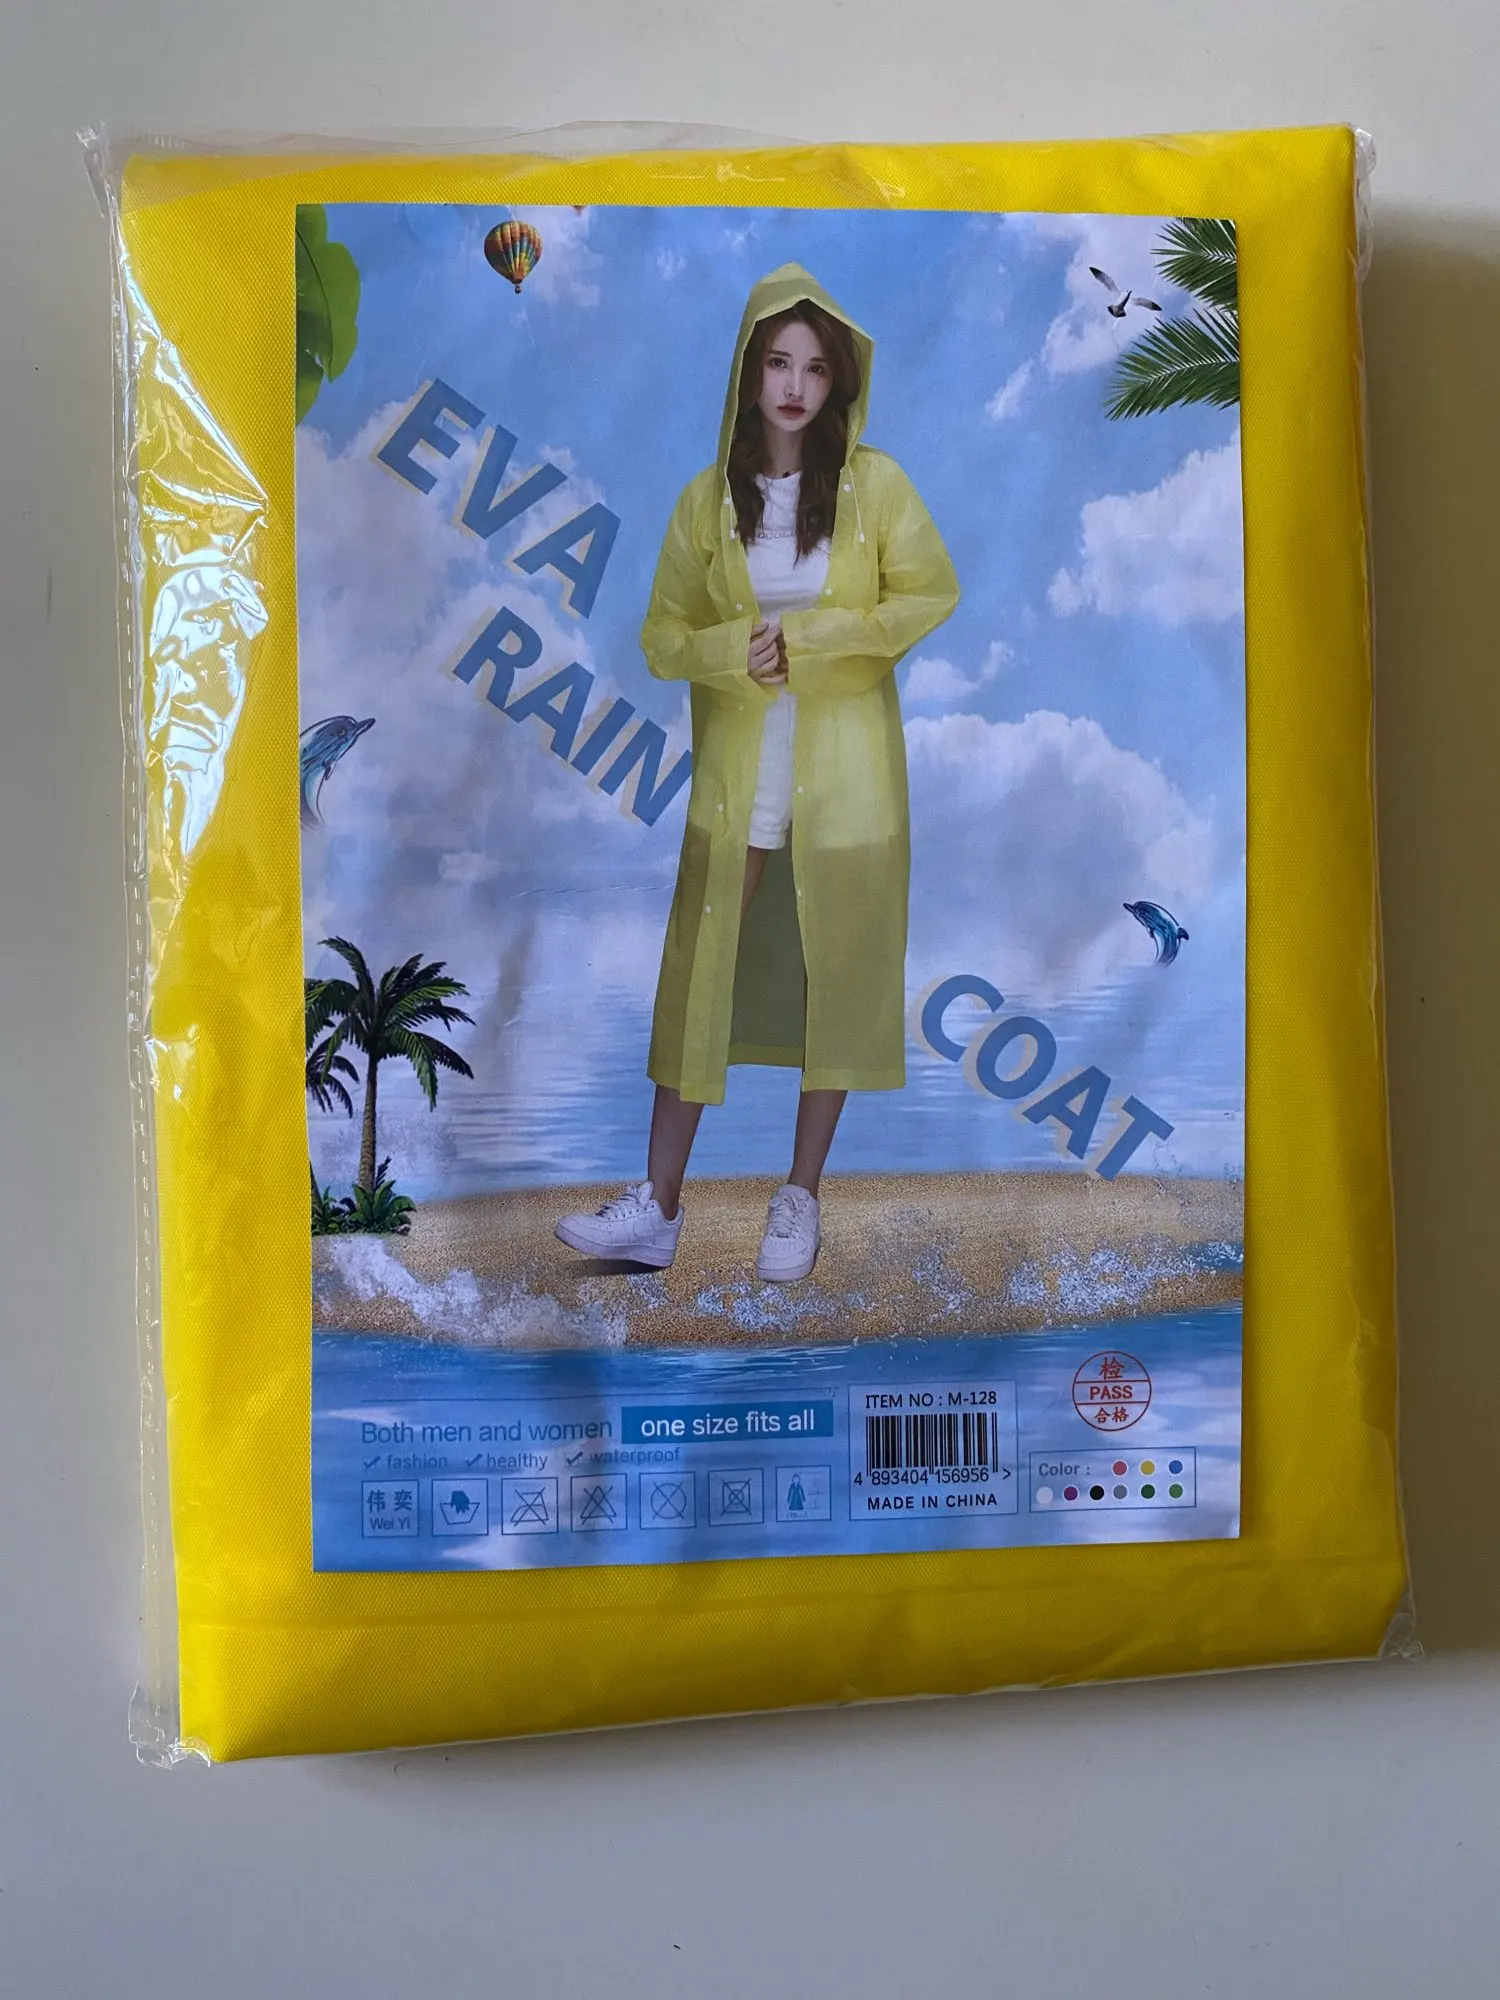 EVA
RAIN
COAT
Both men and women one size fits all
fashion healthy waterproof
伟奕
Wei Yi
ITEM NO : M-128
4 893404 156956 >
MADE IN CHINA
检
PASS
合格
Color :